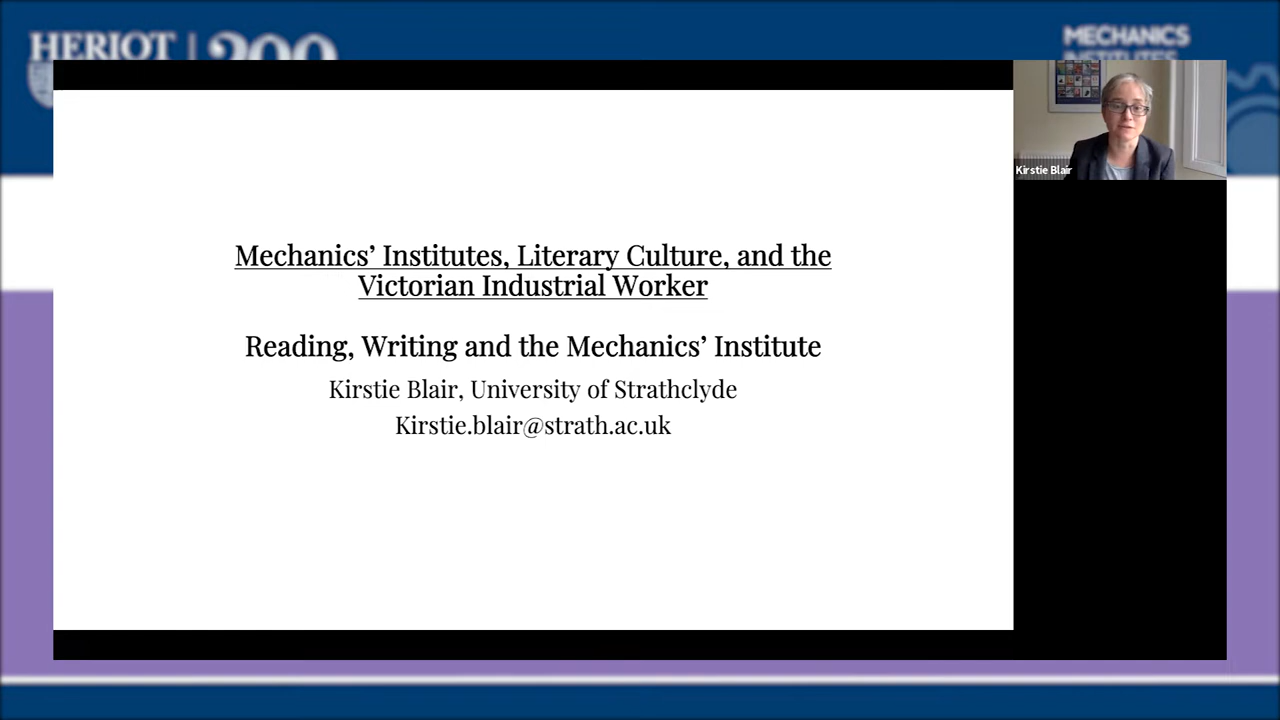 HERIOT 200
MECHANICS
INSTITUTES
Kirstie Blair
Mechanics’ Institutes, Literary Culture, and the
Victorian Industrial Worker
Reading, Writing and the Mechanics’ Institute
Kirstie Blair, University of Strathclyde
Kirstie.blair@strath.ac.uk